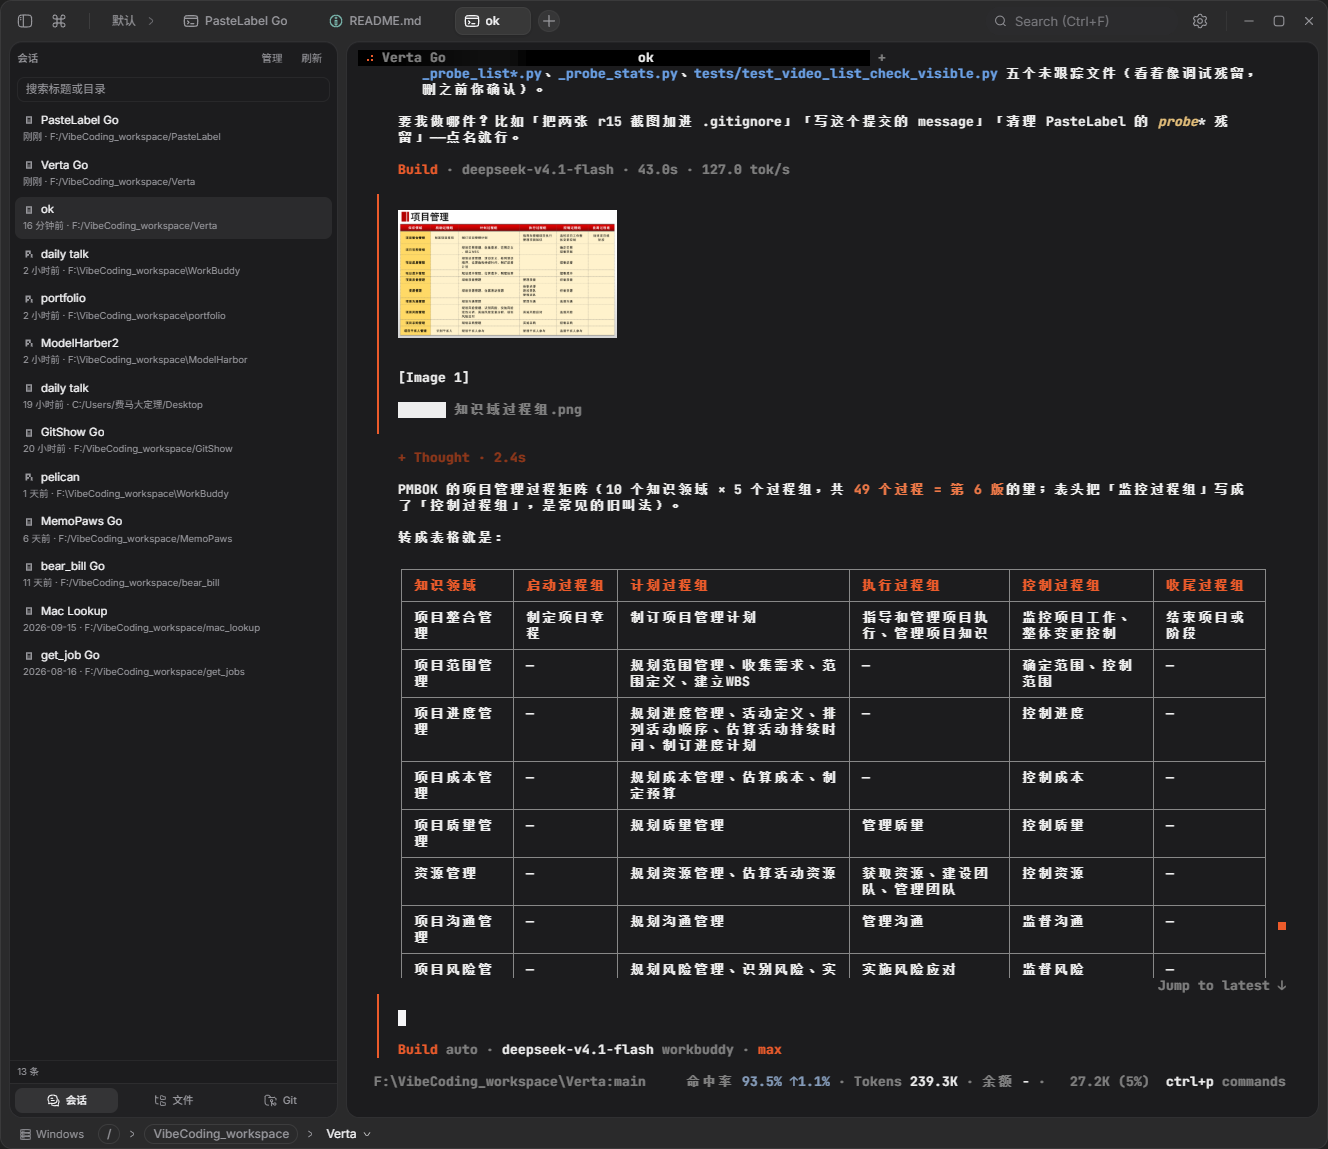 默认
PasteLabel Go
README.md
ok
Search (Ctrl+F)
会话
管理
刷新
搜索标题或目录
PasteLabel Go
刚刚 · F:/VibeCoding_workspace/PasteLabel
Verta Go
刚刚 · F:/VibeCoding_workspace/Verta
ok
16 分钟前 · F:/VibeCoding_workspace/Verta
daily talk
2 小时前 · F:\VibeCoding_workspace\WorkBuddy
portfolio
2 小时前 · F:\VibeCoding_workspace\portfolio
ModelHarber2
2 小时前 · F:\VibeCoding_workspace\ModelHarbor
daily talk
19 小时前 · C:/Users/费马大定理/Desktop
GitShow Go
20 小时前 · F:/VibeCoding_workspace/GitShow
pelican
1 天前 · F:\VibeCoding_workspace\WorkBuddy
MemoPaws Go
6 天前 · F:/VibeCoding_workspace/MemoPaws
bear_bill Go
11 天前 · F:/VibeCoding_workspace/bear_bill
Mac Lookup
2026-09-15 · F:/VibeCoding_workspace/mac_lookup
get_job Go
2026-08-16 · F:/VibeCoding_workspace/get_jobs
13 条
会话
文件
Git
Verta Go
ok
+
_probe_list*.py、_probe_stats.py、tests/test_video_list_check_visible.py 五个未跟踪文件（看着像调试残留，
删之前你确认）。
要我做哪件？比如「把两张 r15 截图加进 .gitignore」「写这个提交的 message」「清理 PasteLabel 的 probe* 残
留」——点名就行。
Build · deepseek-v4.1-flash · 43.0s · 127.0 tok/s
项目管理
[Image 1]
知识域过程组.png
+ Thought · 2.4s
PMBOK 的项目管理过程矩阵（10 个知识领域 × 5 个过程组，共 49 个过程 = 第 6 版的量；表头把「监控过程组」写成
了「控制过程组」，是常见的旧叫法）。
转成表格就是：
知识领域 启动过程组 计划过程组 执行过程组 控制过程组 收尾过程组
项目整合管理 制定项目章程 制订项目管理计划 指导和管理项目执行、管理项目知识 监控项目工作、整体变更控制 结束项目或阶段
项目范围管理 — 规划范围管理、收集需求、范围定义、建立WBS — 确定范围、控制范围 —
项目进度管理 — 规划进度管理、活动定义、排列活动顺序、估算活动持续时间、制订进度计划 — 控制进度 —
项目成本管理 — 规划成本管理、估算成本、制定预算 — 控制成本 —
项目质量管理 — 规划质量管理 管理质量 控制质量 —
资源管理 — 规划资源管理、估算活动资源 获取资源、建设团队、管理团队 控制资源 —
项目沟通管理 — 规划沟通管理 管理沟通 监督沟通 —
项目风险管 — 规划风险管理、识别风险、实 实施风险应对 监督风险 —
Jump to latest ↓
Build auto · deepseek-v4.1-flash workbuddy · max
F:\VibeCoding_workspace\Verta:main 命中率 93.5% ↑1.1% · Tokens 239.3K · 余额 - · 27.2K (5%) ctrl+p commands
Windows / > VibeCoding_workspace > Verta